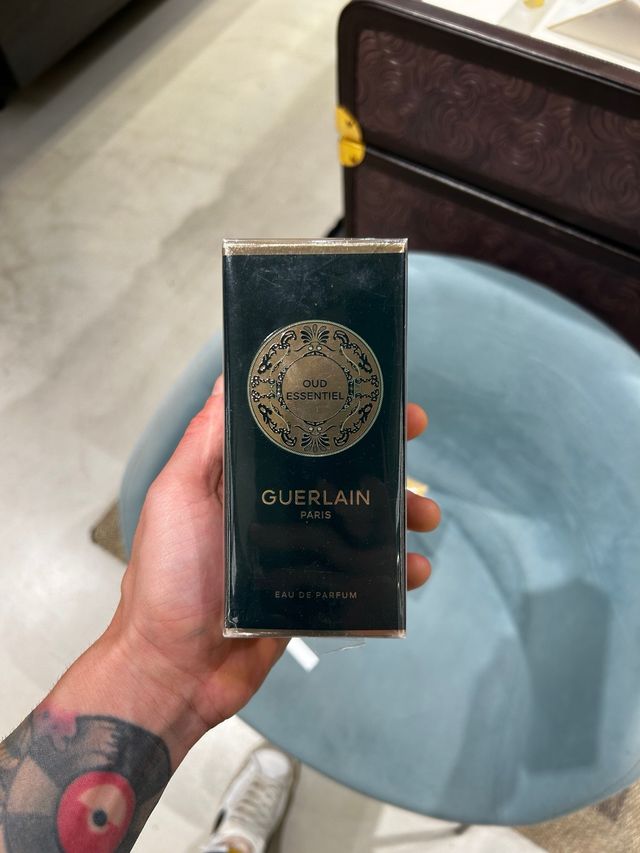 OUD
ESSENTIEL
GUERLAIN
PARIS
EAU DE PARFUM